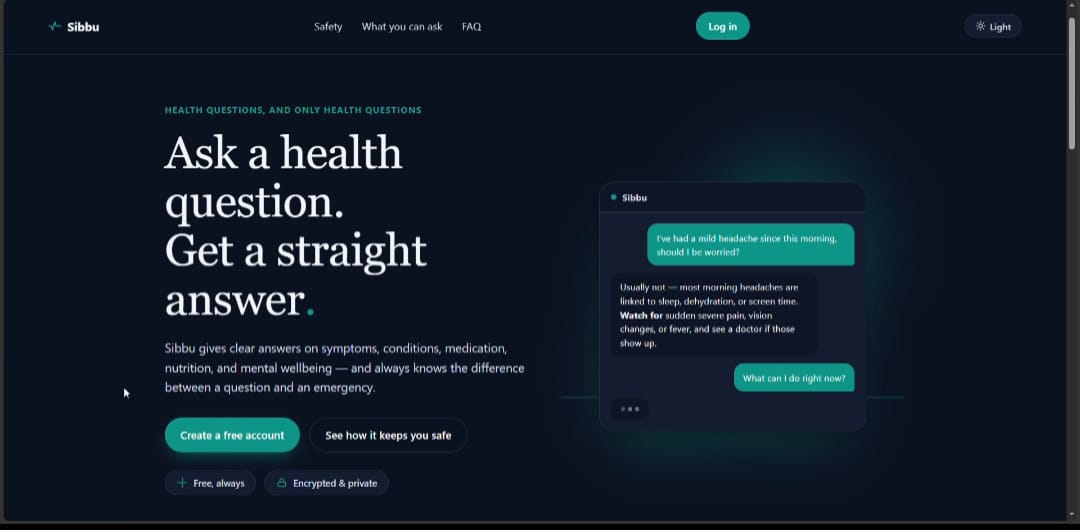 Sibbu
Safety
What you can ask
FAQ
Log in
Light
HEALTH QUESTIONS, AND ONLY HEALTH QUESTIONS
Ask a health
question.
Get a straight
answer.
Sibbu gives clear answers on symptoms, conditions, medication,
nutrition, and mental wellbeing — and always knows the difference
between a question and an emergency.
Create a free account
See how it keeps you safe
Free, always
Encrypted & private
Sibbu
I've had a mild headache since this morning,
should I be worried?
Usually not — most morning headaches are
linked to sleep, dehydration, or screen time.
Watch for sudden severe pain, vision
changes, or fever, and see a doctor if those
show up.
What can I do right now?